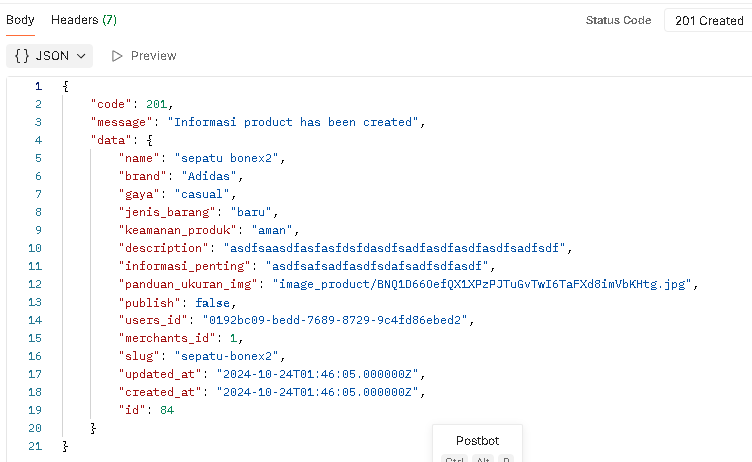 Body Headers (7) Status Code 201 Created
{} JSON Preview
1 {
2 "code": 201,
3 "message": "Informasi product has been created",
4 "data": {
5 "name": "sepatu bonex2",
6 "brand": "Adidas",
7 "gaya": "casual",
8 "jenis_barang": "baru",
9 "keamanan_produk": "aman",
10 "description": "asdfsaasdfasfasfdsfdasdfsadfasdfasdfasdfsadfsdf",
11 "informasi_penting": "asdfsafsadfasdfsdafsadfsdfasdf",
12 "panduan_ukuran_img": "image_product/BNQ1D66OefQX1XPzPJTuGvTwI6TaFXd8imVbKHtg.jpg",
13 "publish": false,
14 "users_id": "0192bc09-bedd-7689-8729-9c4fd86ebed2",
15 "merchants_id": 1,
16 "slug": "sepatu-bonex2",
17 "updated_at": "2024-10-24T01:46:05.000000Z",
18 "created_at": "2024-10-24T01:46:05.000000Z",
19 "id": 84
20 }
21 }
Postbot
Ctrl Alt P